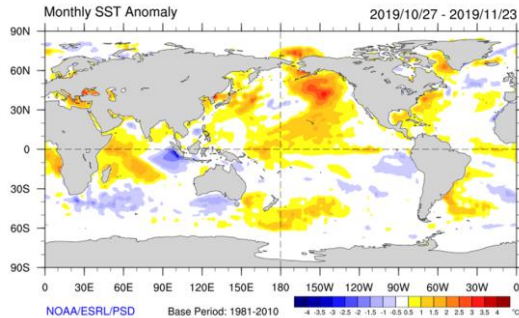 Monthly SST Anomaly 2019/10/27 - 2019/11/23
90N
60N
30N
0
30S
60S
90S
0 30E 60E 90E 120E 150E 180 150W 120W 90W 60W 30W 0
NOAA/ESRL/PSD Base Period: 1981-2010
-4 -3.5 -3 -2.5 -2 -1.5 -1 -0.5 0.5 1 1.5 2 2.5 3 3.5 4 °C